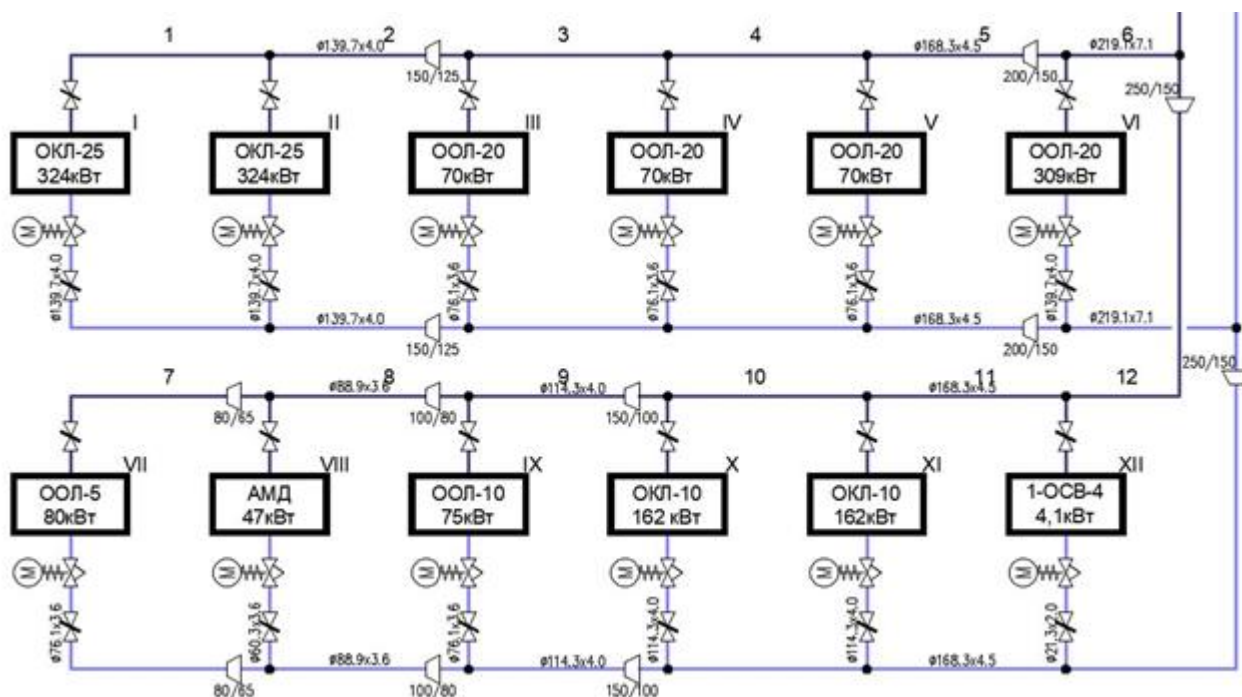 1 2 3 4 5 6
ø139.7x4.0 ø168.3x4.5 ø219.1x7.1
150/125 200/150 250/150
I II III IV V VI
ОКЛ-25 ОКЛ-25 ООЛ-20 ООЛ-20 ООЛ-20 ООЛ-20
324кВт 324кВт 70кВт 70кВт 70кВт 309кВт
M M M M M M
ø139.7x4.0 ø139.7x4.0 ø76.1x3.6 ø76.1x3.6 ø76.1x3.6 ø139.7x4.0
ø139.7x4.0 ø168.3x4.5 ø219.1x7.1
150/125 200/150 250/150
7 8 9 10 11 12
ø88.9x3.6 ø114.3x4.0 ø168.3x4.5
80/65 100/80 150/100
VII VIII IX X XI XII
ООЛ-5 АМД ООЛ-10 ОКЛ-10 ОКЛ-10 1-ОСВ-4
80кВт 47кВт 75кВт 162 кВт 162кВт 4,1кВт
M M M M M M
ø76.1x3.6 ø60.3x3.6 ø76.1x3.6 ø114.3x4.0 ø114.3x4.0 ø21.3x2.0
ø88.9x3.6 ø114.3x4.0 ø168.3x4.5
80/65 100/80 150/100